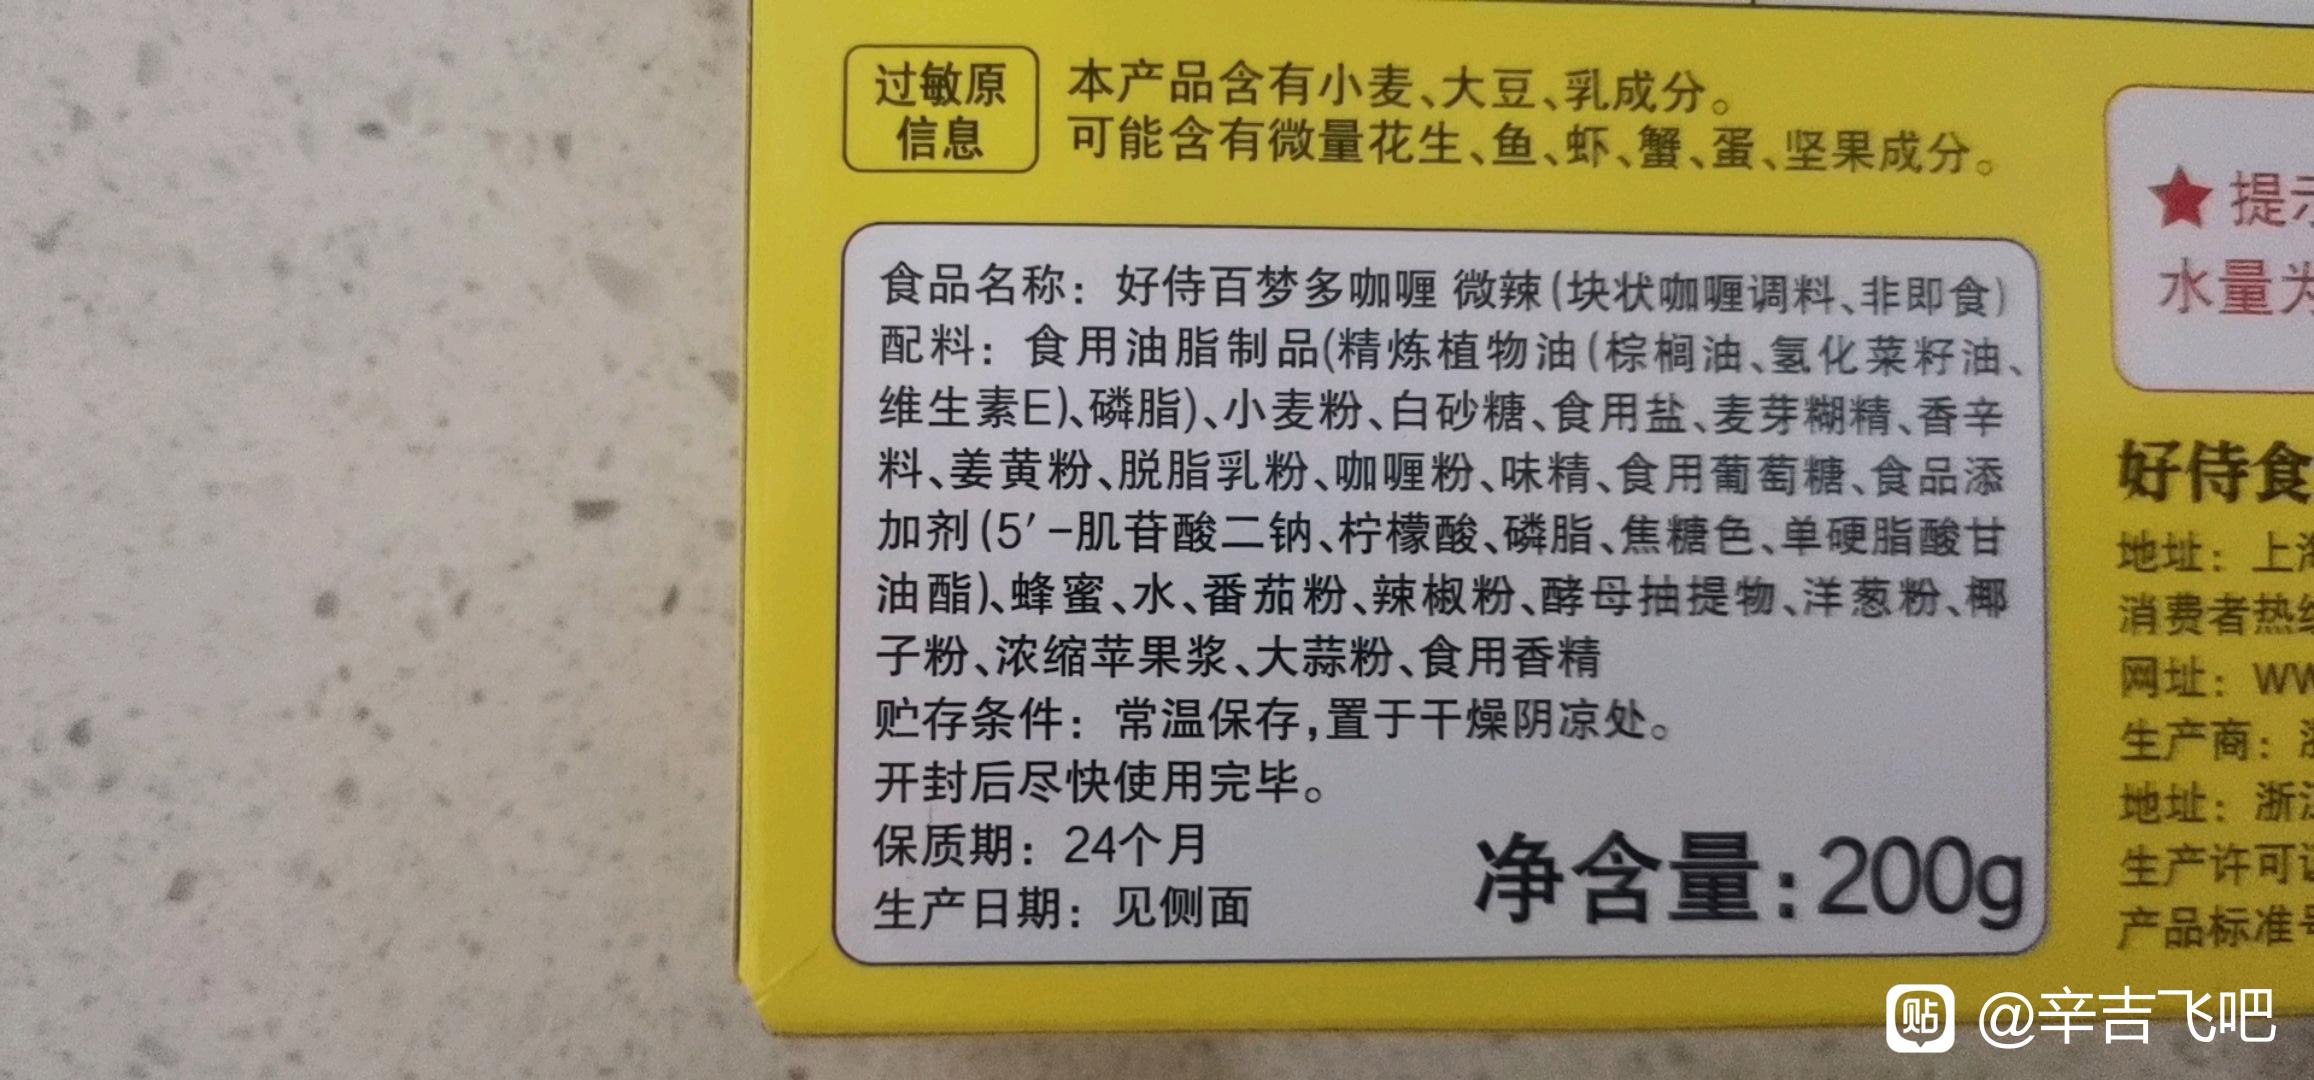 过敏原
信息
本产品含有小麦、大豆、乳成分。
可能含有微量花生、鱼、虾、蟹、蛋、坚果成分。
食品名称：好侍百梦多咖喱 微辣(块状咖喱调料、非即食)
配料：食用油脂制品(精炼植物油(棕榈油、氢化菜籽油、
维生素E)、磷脂)、小麦粉、白砂糖、食用盐、麦芽糊精、香辛
料、姜黄粉、脱脂乳粉、咖喱粉、味精、食用葡萄糖、食品添
加剂(5′-肌苷酸二钠、柠檬酸、磷脂、焦糖色、单硬脂酸甘
油酯)、蜂蜜、水、番茄粉、辣椒粉、酵母抽提物、洋葱粉、椰
子粉、浓缩苹果浆、大蒜粉、食用香精
贮存条件：常温保存,置于干燥阴凉处。
开封后尽快使用完毕。
保质期：24个月
生产日期：见侧面
净含量:200g
★提示
水量为
好侍食
地址：上海
消费者热线
网址：WW
生产商：浙
地址：浙江
生产许可证
产品标准号
贴 @辛吉飞吧